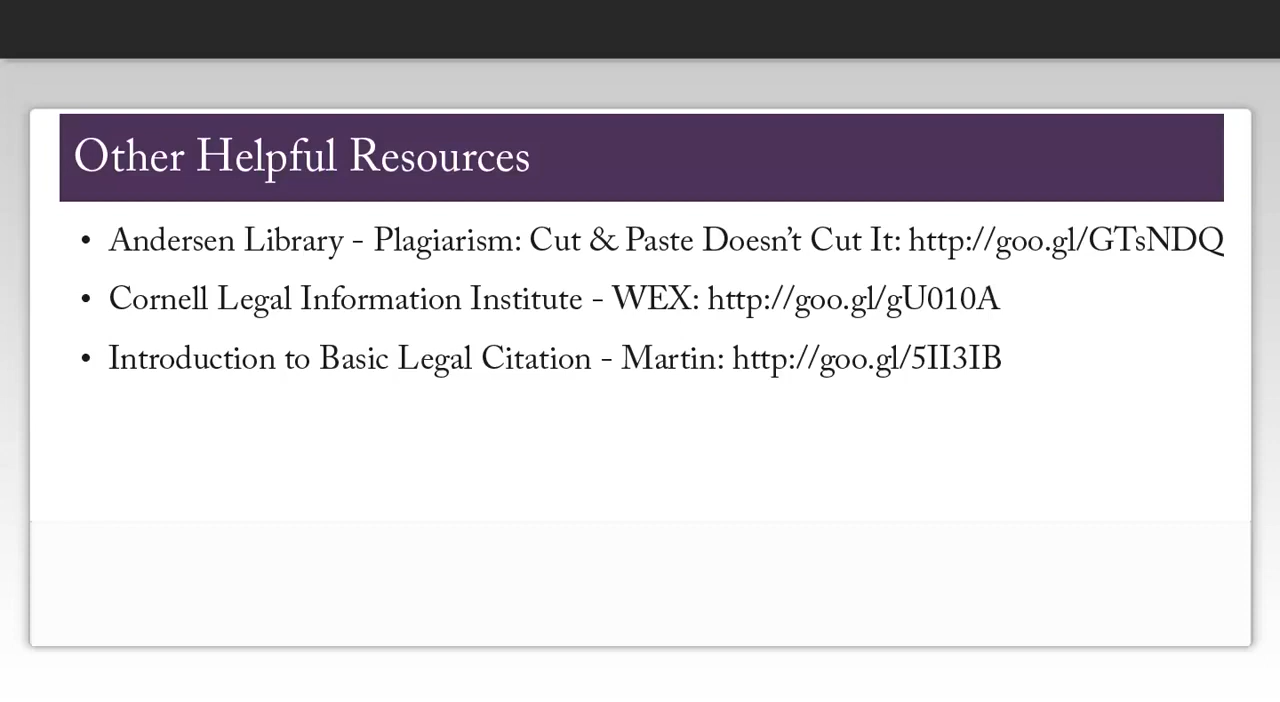 Other Helpful Resources
• Andersen Library - Plagiarism: Cut & Paste Doesn’t Cut It: http://goo.gl/GTsNDQ
• Cornell Legal Information Institute - WEX: http://goo.gl/gU010A
• Introduction to Basic Legal Citation - Martin: http://goo.gl/5II3IB